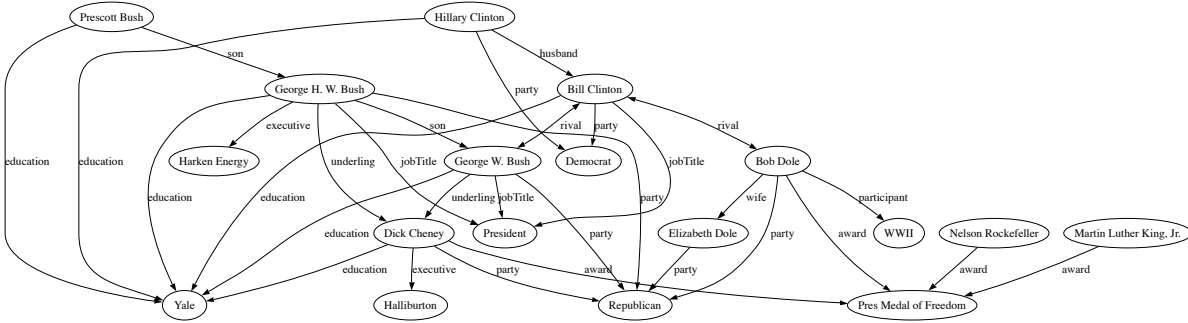 Prescott Bush
Hillary Clinton
son
husband
George H. W. Bush
Bill Clinton
party
executive
son
rival
party
rival
education
education
Harken Energy
underling
jobTitle
George W. Bush
Democrat
jobTitle
Bob Dole
education
education
underling
jobTitle
party
wife
participant
education
Dick Cheney
President
party
Elizabeth Dole
party
award
WWII
Nelson Rockefeller
Martin Luther King, Jr.
education
executive
party
award
party
award
award
Yale
Halliburton
Republican
Pres Medal of Freedom